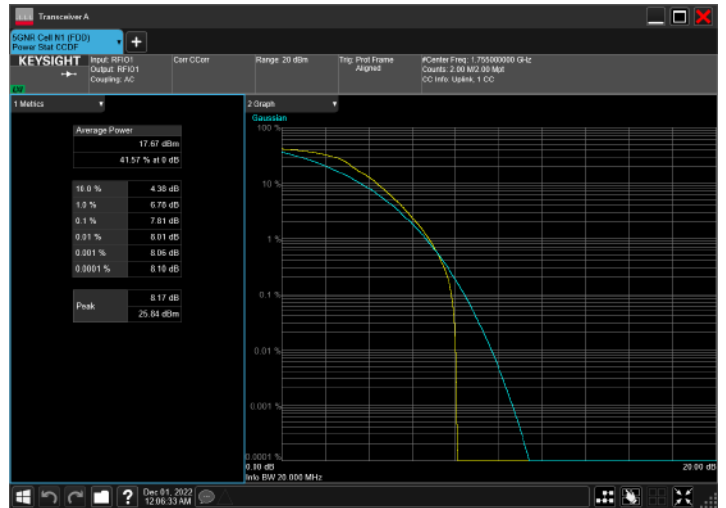 Transceiver A
5GNR Cell N1 (FDD)
Power Stat CCDF
KEYSIGHT
Input: RFIO1
Output: RFIO1
Coupling: AC
Corr CCorr
Range: 20 dBm
Trig: Prot Frame
Aligned
#Center Freq: 1.755000000 GHz
Counts: 2.00 M/2.00 Mpt
CC Info: Uplink, 1 CC
1 Metrics
Average Power
17.67 dBm
41.57 % at 0 dB
10.0 % 4.38 dB
1.0 % 6.78 dB
0.1 % 7.81 dB
0.01 % 8.01 dB
0.001 % 8.06 dB
0.0001 % 8.10 dB
Peak
8.17 dB
25.84 dBm
2 Graph
Gaussian
100 %
10 %
1 %
0.1 %
0.01 %
0.001 %
0.0001 %
0.00 dB
20.00 dB
Info BW 20.000 MHz
?
Dec 01, 2022
12:06:33 AM